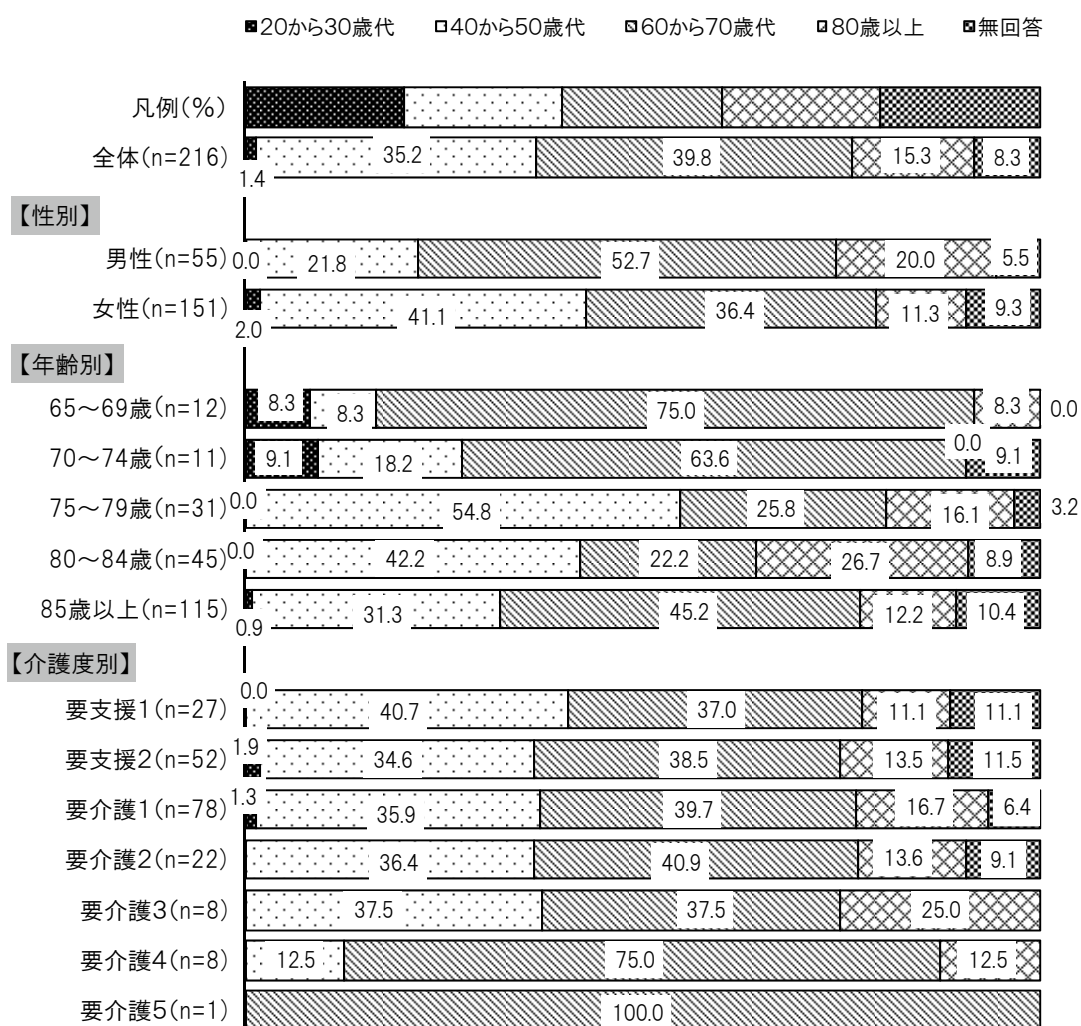 20から30歳代 40から50歳代 60から70歳代 80歳以上 無回答
凡例(%)
全体(n=216) 1.4 35.2 39.8 15.3 8.3
【性別】
男性(n=55) 0.0 21.8 52.7 20.0 5.5
女性(n=151) 2.0 41.1 36.4 11.3 9.3
【年齢別】
65～69歳(n=12) 8.3 8.3 75.0 8.3 0.0
70～74歳(n=11) 9.1 18.2 63.6 0.0 9.1
75～79歳(n=31) 0.0 54.8 25.8 16.1 3.2
80～84歳(n=45) 0.0 42.2 22.2 26.7 8.9
85歳以上(n=115) 0.9 31.3 45.2 12.2 10.4
【介護度別】
要支援1(n=27) 0.0 40.7 37.0 11.1 11.1
要支援2(n=52) 1.9 34.6 38.5 13.5 11.5
要介護1(n=78) 1.3 35.9 39.7 16.7 6.4
要介護2(n=22) 36.4 40.9 13.6 9.1
要介護3(n=8) 37.5 37.5 25.0
要介護4(n=8) 12.5 75.0 12.5
要介護5(n=1) 100.0